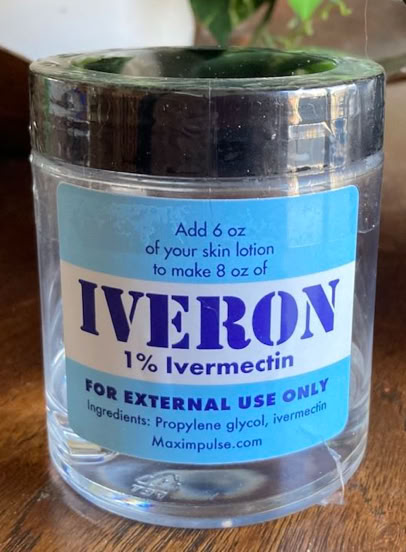 Add 6 oz
of your skin lotion
to make 8 oz of
IVERON
1% Ivermectin
FOR EXTERNAL USE ONLY
Ingredients: Propylene glycol, ivermectin
Maximpulse.com